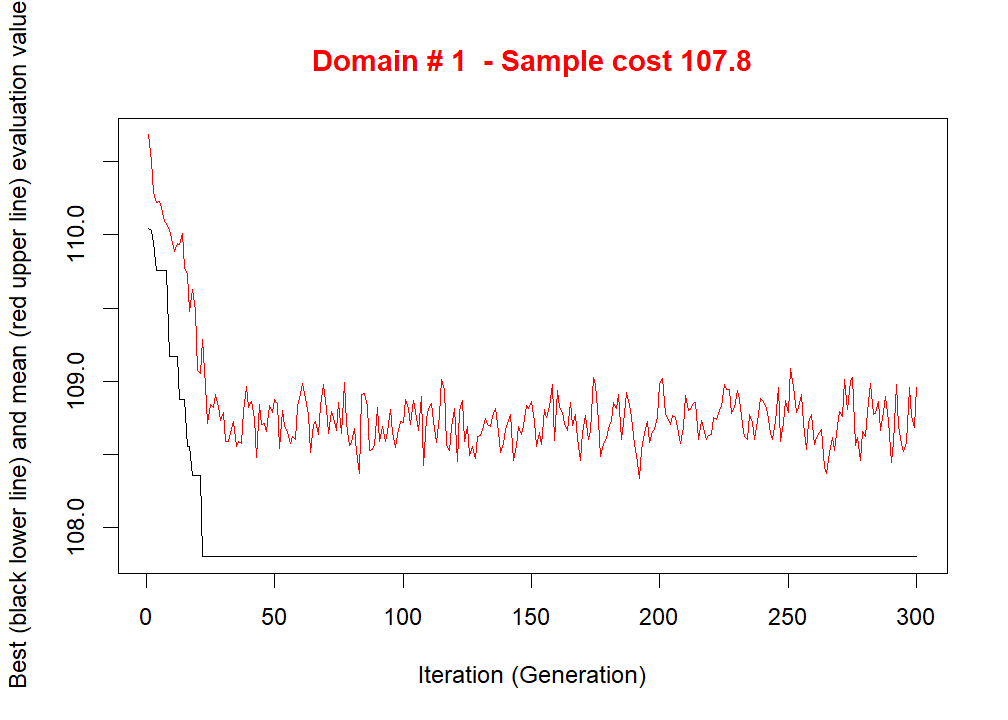 Domain # 1  - Sample cost 107.8
Best (black lower line) and mean (red upper line) evaluation value
110.0
109.0
108.0
0 50 100 150 200 250 300
Iteration (Generation)